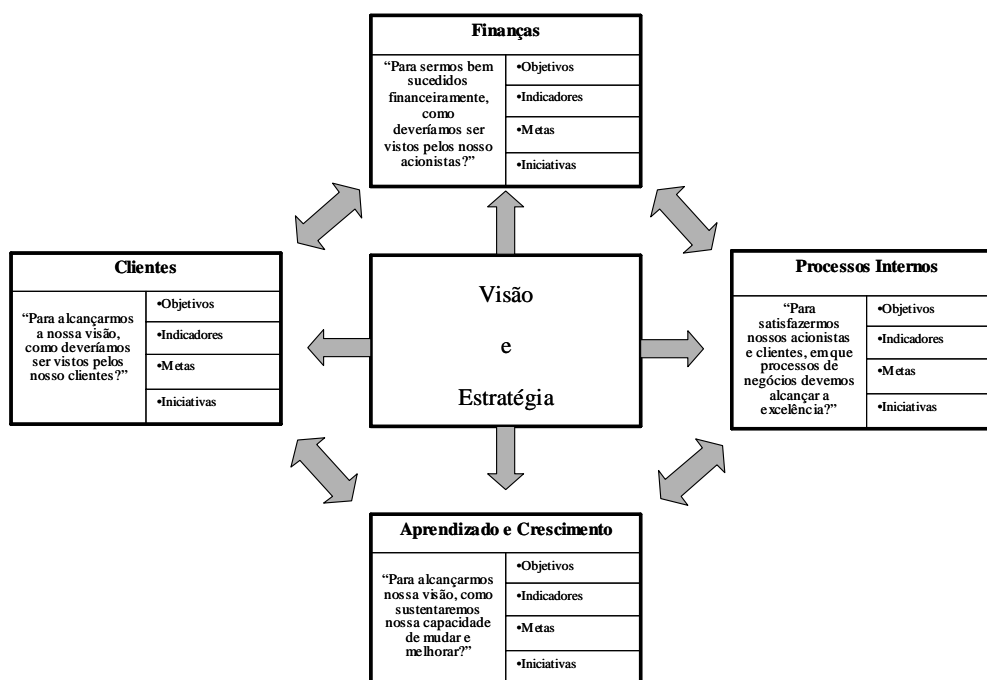 Finanças
“Para sermos bem
sucedidos
financeiramente,
como
deveríamos ser
vistos pelos nosso
acionistas?”
•Objetivos
•Indicadores
•Metas
•Iniciativas
Clientes
“Para alcançarmos
a nossa visão,
como deveríamos
ser vistos pelos
nosso clientes?”
•Objetivos
•Indicadores
•Metas
•Iniciativas
Visão
e
Estratégia
Processos Internos
“Para
satisfazermos
nossos acionistas
e clientes, em que
processos de
negócios devemos
alcançar a
excelência?”
•Objetivos
•Indicadores
•Metas
•Iniciativas
Aprendizado e Crescimento
“Para alcançarmos
nossa visão, como
sustentaremos
nossa capacidade
de mudar e
melhorar?”
•Objetivos
•Indicadores
•Metas
•Iniciativas